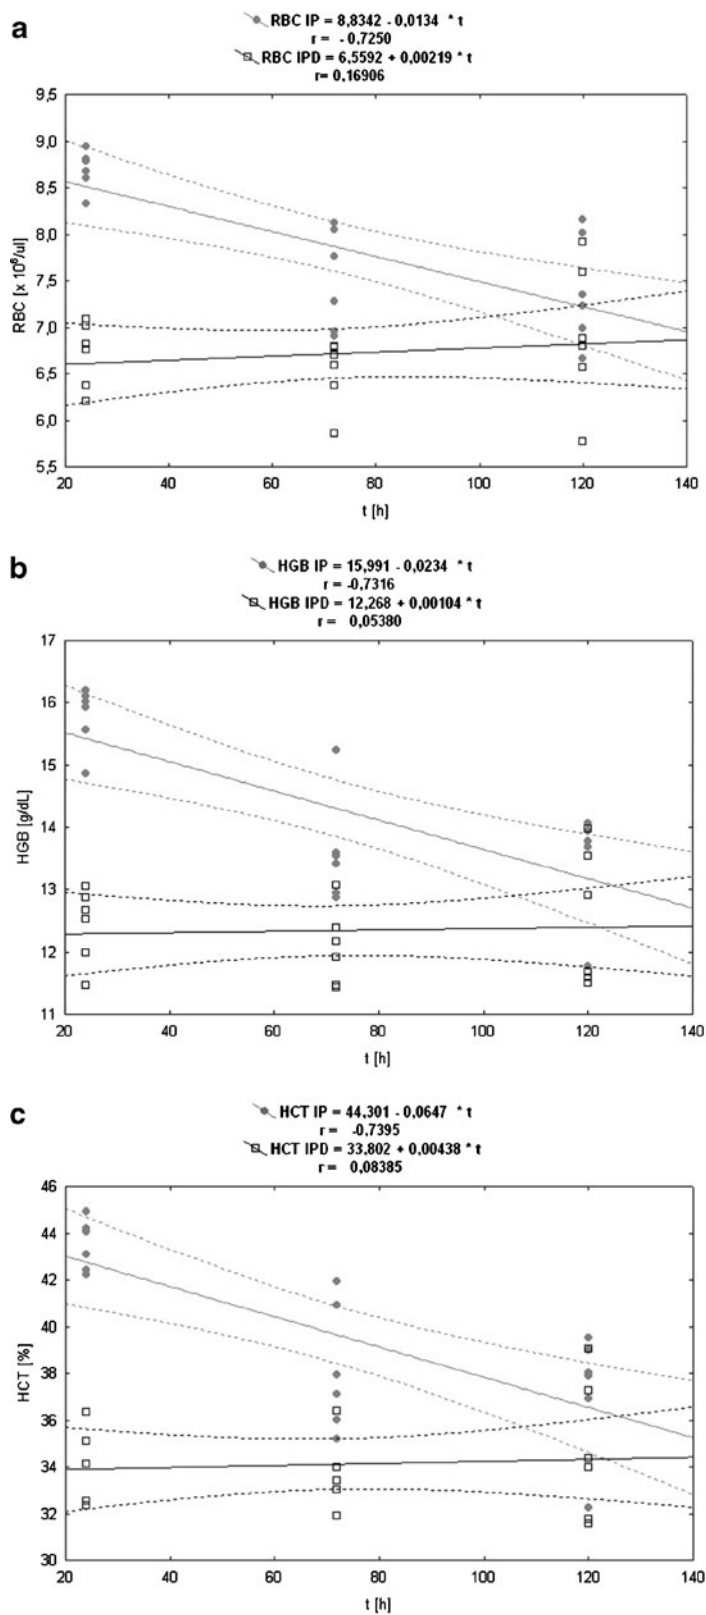 a
RBC IP = 8,8342 - 0,0134 * t
r = - 0,7250
RBC IPD = 6,5592 + 0,00219 * t
r= 0,16906
9,5
9,0
8,5
8,0
7,5
7,0
6,5
6,0
5,5
RBC [x 10⁶/ul]
20 40 60 80 100 120 140
t [h]
b
HGB IP = 15,991 - 0,0234 * t
r = -0,7316
HGB IPD = 12,268 + 0,00104 * t
r = 0,05380
17
16
15
14
13
12
11
HGB [g/dL]
20 40 60 80 100 120 140
t [h]
c
HCT IP = 44,301 - 0,0647 * t
r = -0,7395
HCT IPD = 33,802 + 0,00438 * t
r = 0,08385
46
44
42
40
38
36
34
32
30
HCT [%]
20 40 60 80 100 120 140
t [h]